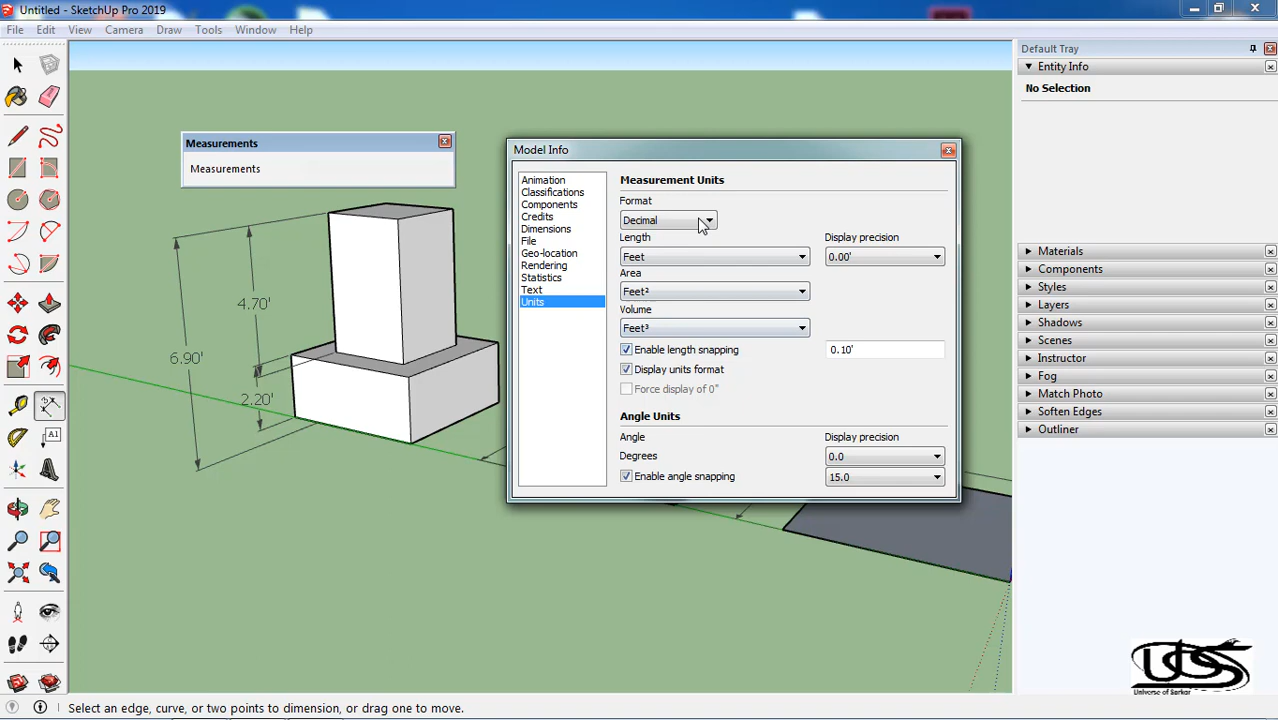 Untitled - SketchUp Pro 2019
File Edit View Camera Draw Tools Window Help
Default Tray
Entity Info
No Selection
Measurements
Measurements
Model Info
Animation
Classifications
Components
Credits
Dimensions
File
Geo-location
Rendering
Statistics
Text
Units
Measurement Units
Format
Decimal
Length
Display precision
Feet
0.00'
Area
Feet²
Volume
Feet³
Enable length snapping
0.10'
Display units format
Force display of 0"
Angle Units
Angle
Display precision
Degrees
0.0
Enable angle snapping
15.0
4.70'
6.90'
2.20'
Materials
Components
Styles
Layers
Shadows
Scenes
Instructor
Fog
Match Photo
Soften Edges
Outliner
AI
UOS
Universe of Sarkar
Select an edge, curve, or two points to dimension, or drag one to move.